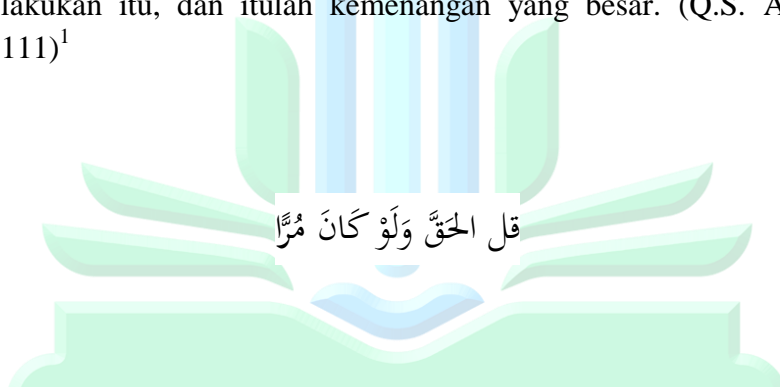 lakukan itu, dan itulah kemenangan yang besar. (Q.S. A
111)1
قل الحَقَّ وَلَوْ كَانَ مُرًّا